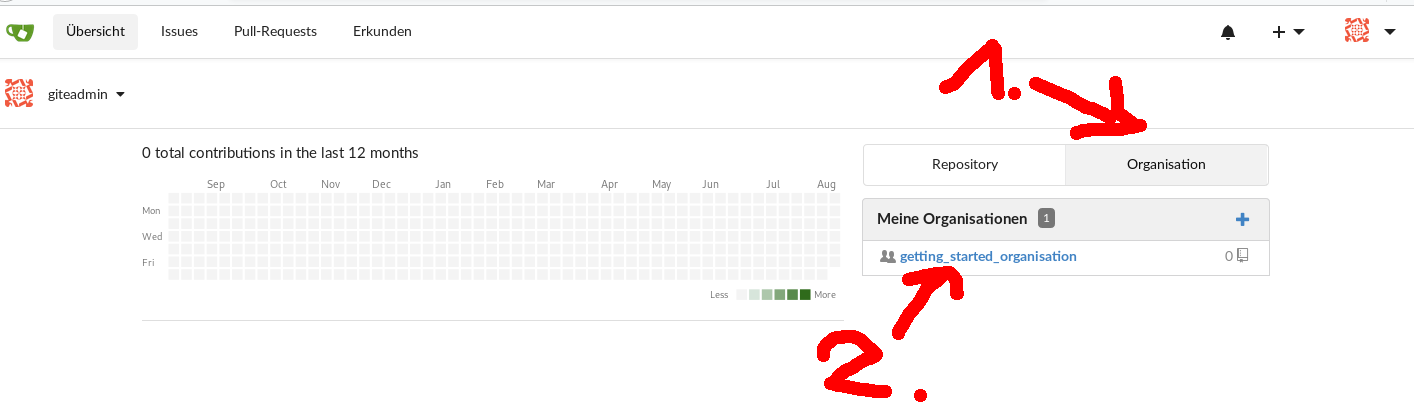 Übersicht Issues Pull-Requests Erkunden
1.
giteadmin
0 total contributions in the last 12 months
Repository Organisation
Sep Oct Nov Dec Jan Feb Mar Apr May Jun Jul Aug
Mon
Wed
Fri
Less More
Meine Organisationen 1
getting_started_organisation 0
2.